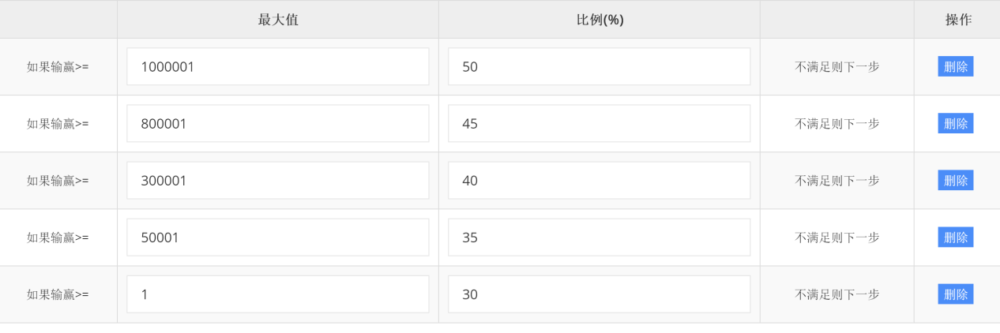 最大值 比例(%) 操作
如果输赢>= 1000001 50 不满足则下一步 删除
如果输赢>= 800001 45 不满足则下一步 删除
如果输赢>= 300001 40 不满足则下一步 删除
如果输赢>= 50001 35 不满足则下一步 删除
如果输赢>= 1 30 不满足则下一步 删除